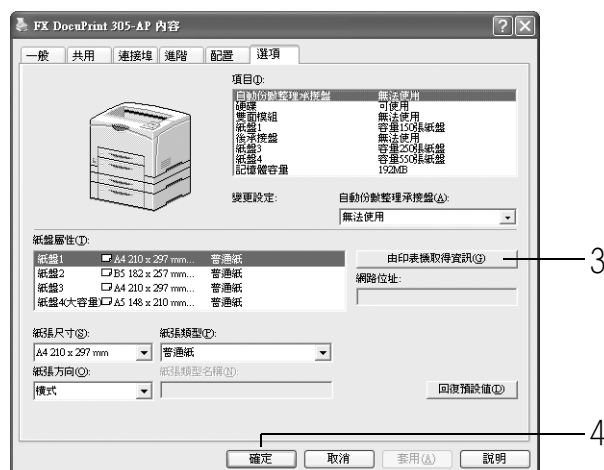 FX DocuPrint 305-AP 內容
一般 共用 連接埠 進階 配置 選項
項目(I):
自動份數整理承接盤 無法使用
硬碟 可使用
雙面模組 無法使用
紙盤1 容量150張紙盤
後承接盤 無法使用
紙盤3 容量250張紙盤
紙盤4 容量550張紙盤
記憶體容量 192MB
變更設定: 自動份數整理承接盤(A):
無法使用
紙盤屬性(T):
紙盤1 A4 210 x 297 mm... 普通紙
紙盤2 B5 182 x 257 mm... 普通紙
紙盤3 A4 210 x 297 mm... 普通紙
紙盤4(大容量) A5 148 x 210 mm... 普通紙
由印表機取得資訊(G) 3
網路位址:
紙張尺寸(S): 紙張類型(P):
A4 210 x 297 mm 普通紙
紙張方向(O): 紙張類型名稱(N):
橫式
回復預設值(D)
4
確定 取消 套用(A) 說明